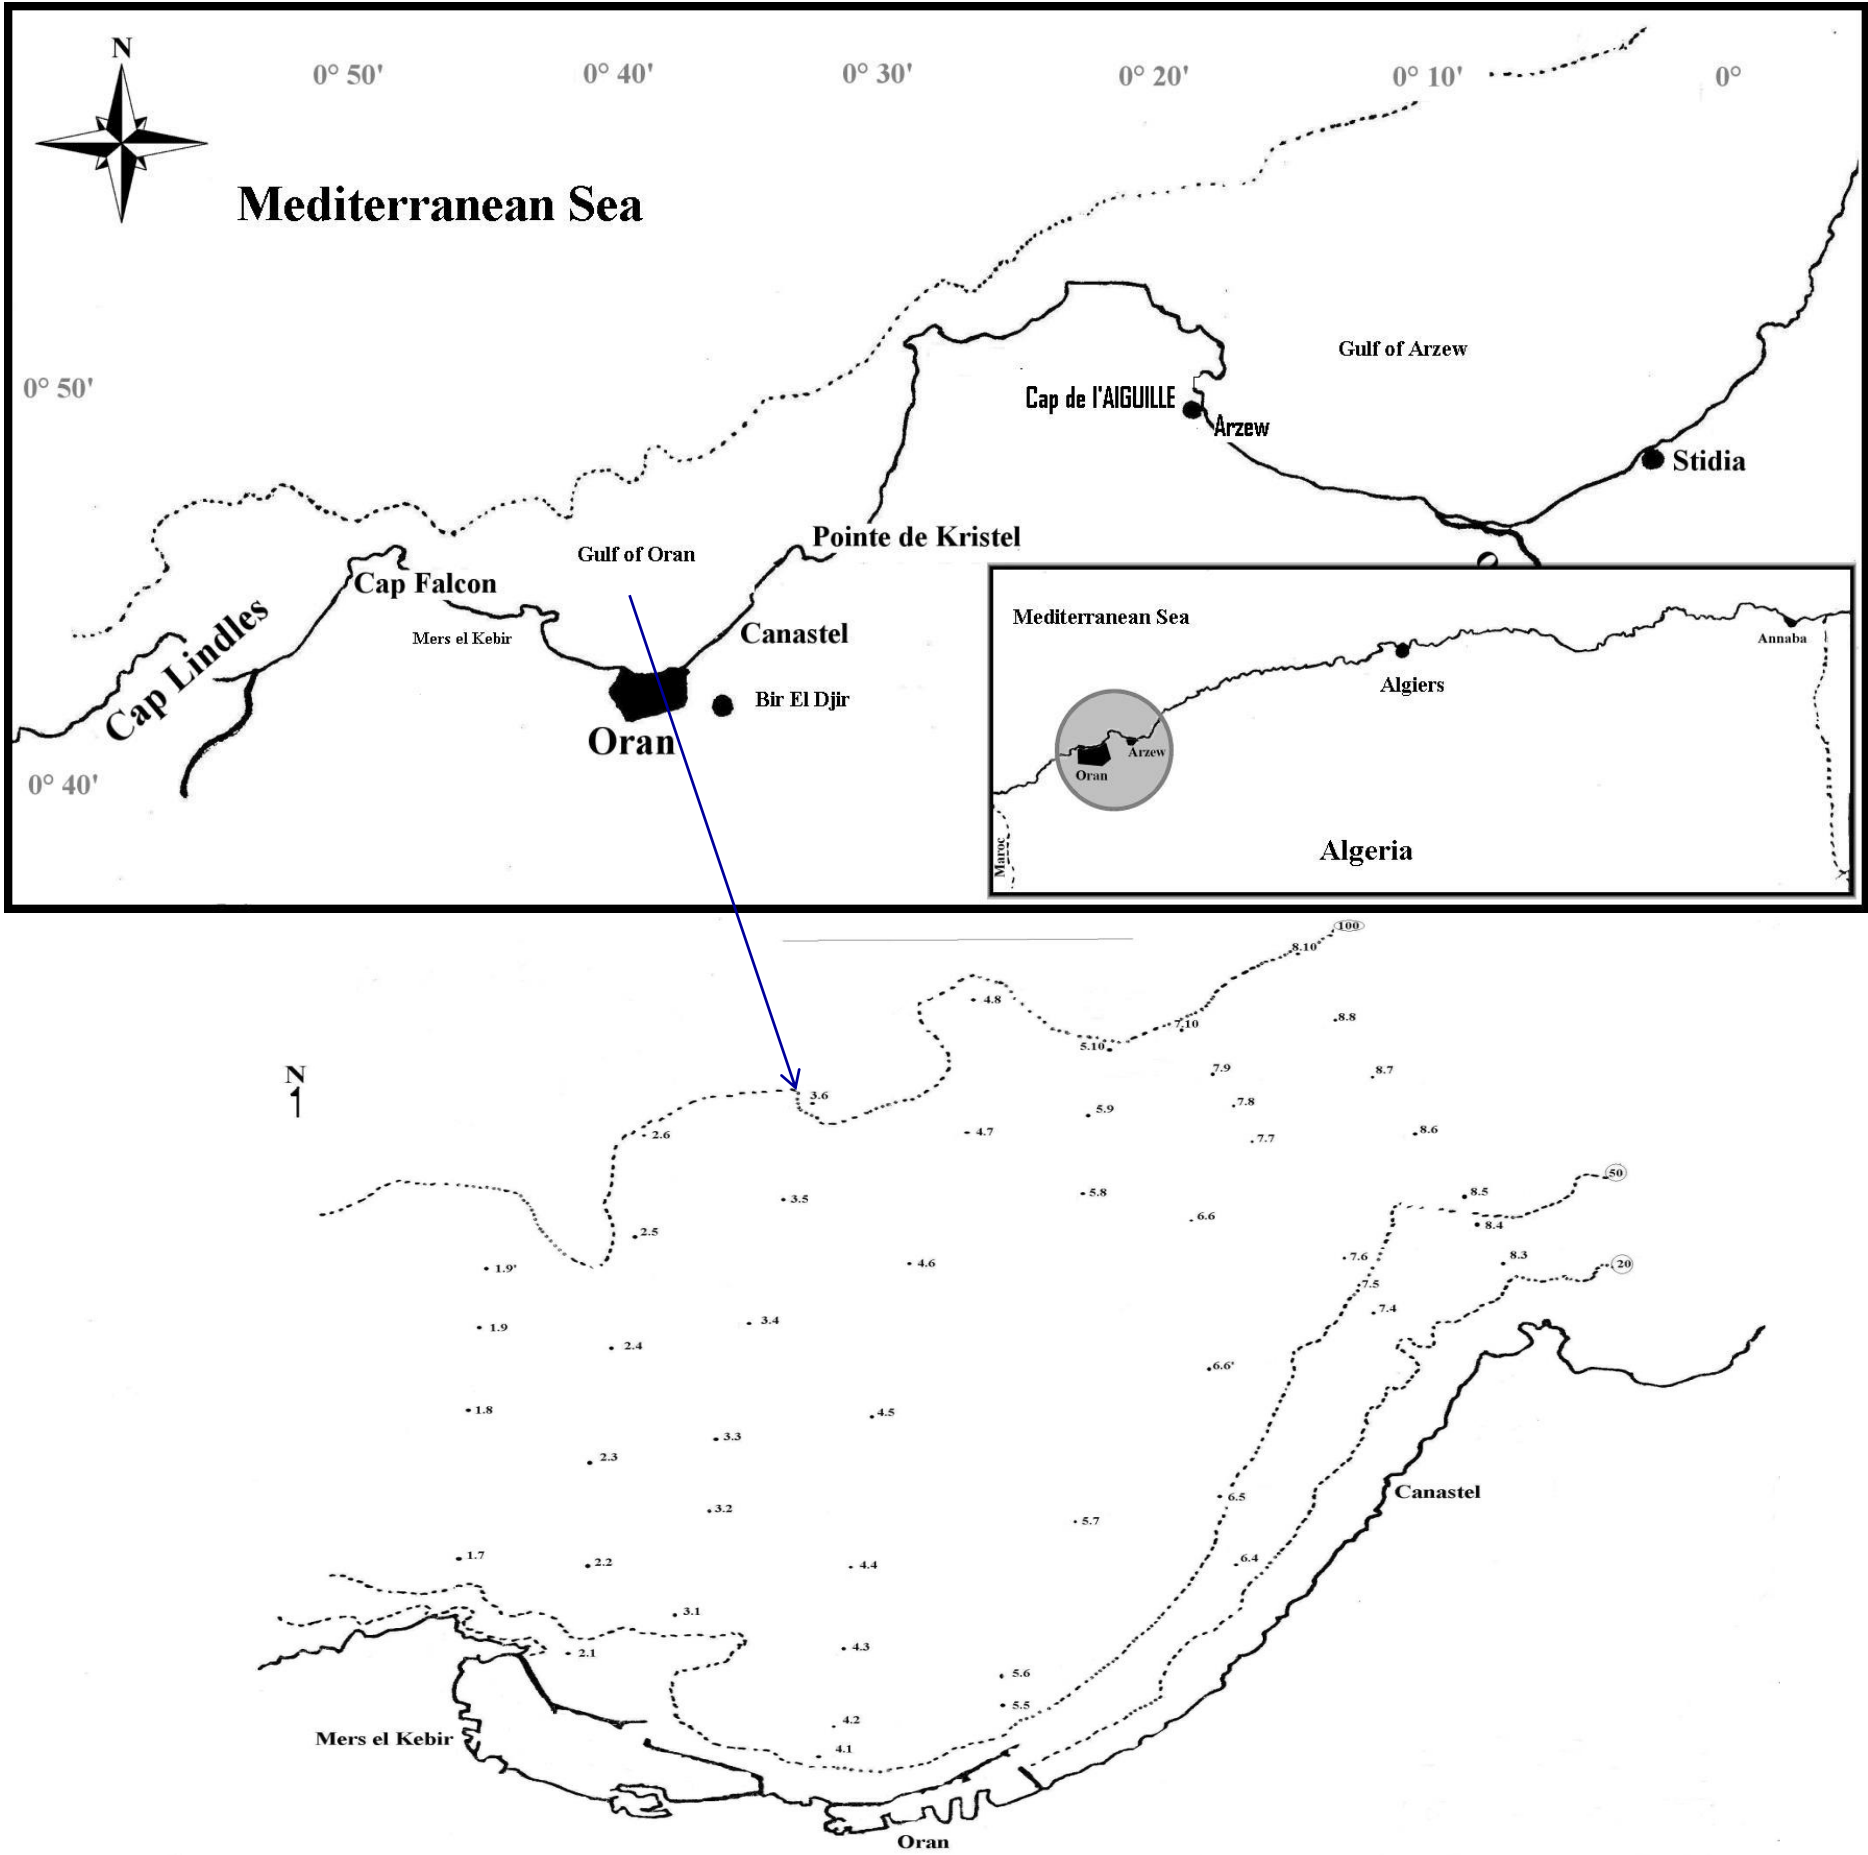 N
0° 50'
0° 40'
0° 30'
0° 20'
0° 10'
0°
Mediterranean Sea
Gulf of Arzew
0° 50'
Cap de l'AIGUILLE
Arzew
Stidia
Pointe de Kristel
Gulf of Oran
Cap Falcon
Mers el Kebir
Canastel
Cap Lindles
Bir El Djir
Oran
0° 40'
Mediterranean Sea
Annaba
Algiers
Arzew
Oran
Maroc
Algeria
100
8.10
4.8
8.8
7.10
5.10
N
7.9
8.7
3.6
7.8
5.9
2.6
4.7
7.7
8.6
50
3.5
5.8
8.5
6.6
8.4
2.5
1.9'
4.6
7.6
8.3
20
7.5
7.4
1.9
3.4
2.4
6.6'
1.8
4.5
3.3
2.3
Canastel
6.5
3.2
5.7
1.7
2.2
4.4
6.4
3.1
2.1
4.3
5.6
5.5
4.2
Mers el Kebir
4.1
Oran